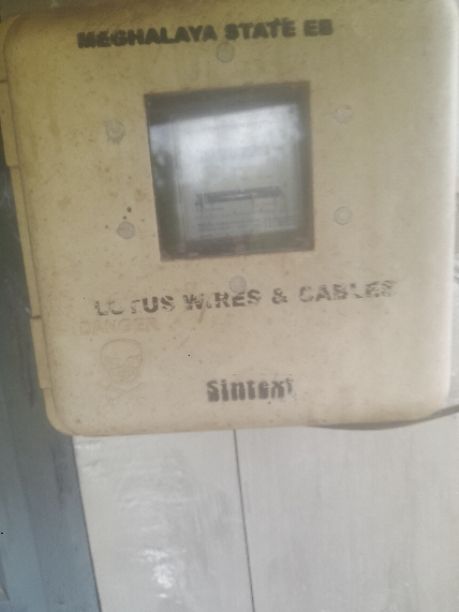 MEGHALAYA STATE EB
LOTUS WIRES & CABLES
DANGER
Sintex